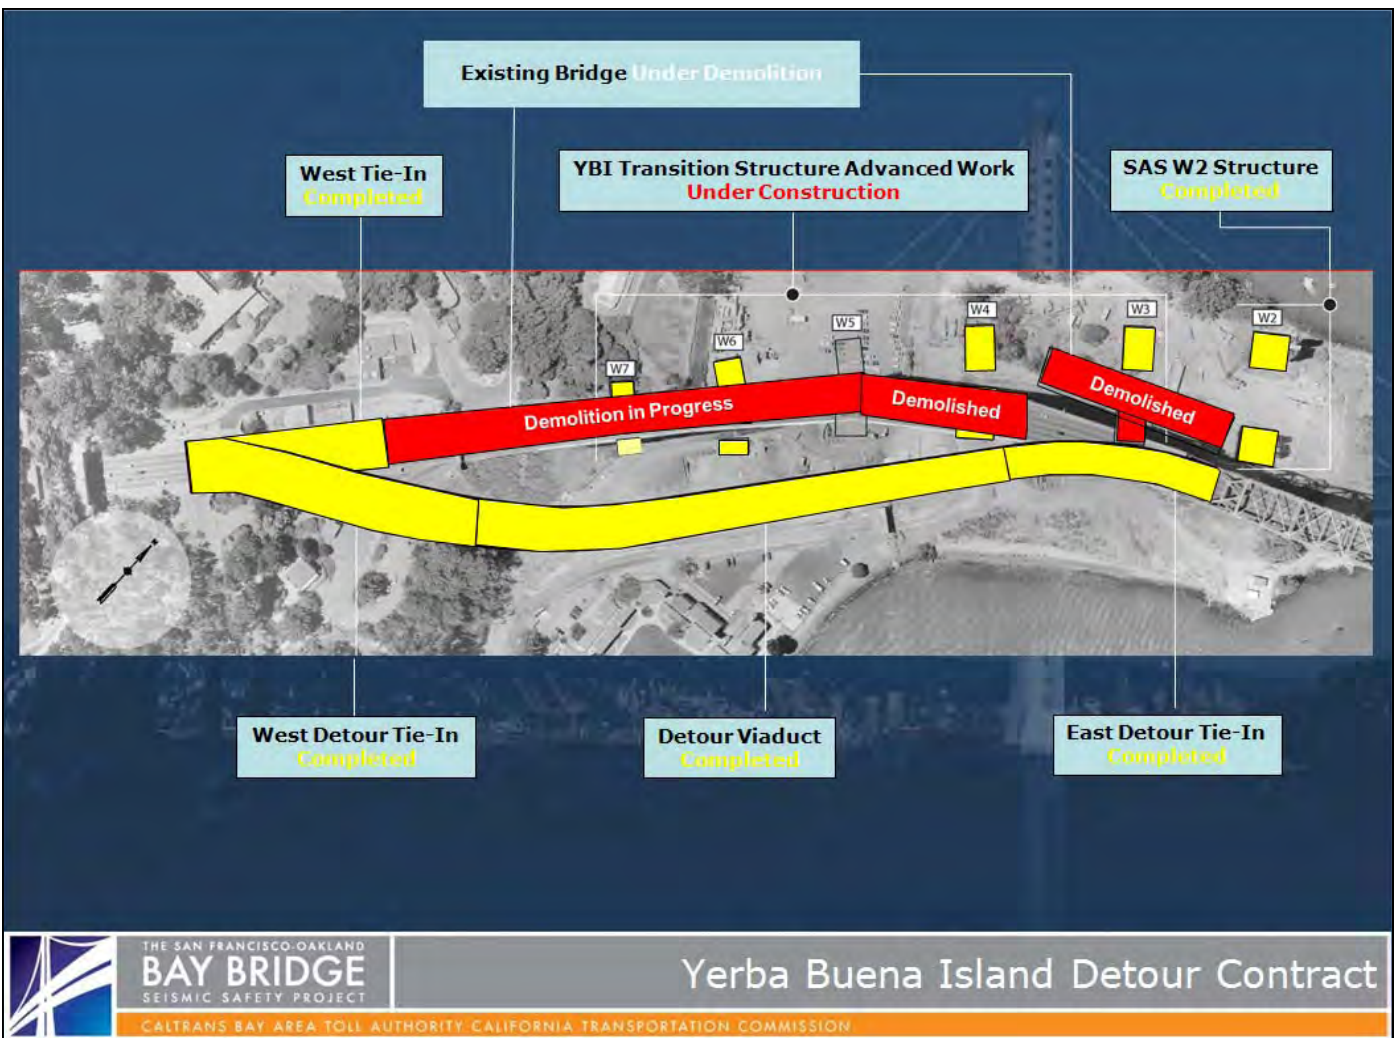 Existing Bridge Under Demolition
West Tie-In
Completed
YBI Transition Structure Advanced Work
Under Construction
SAS W2 Structure
Completed
W7
W6
W5
W4
W3
W2
Demolition in Progress
Demolished
Demolished
West Detour Tie-In
Completed
Detour Viaduct
Completed
East Detour Tie-In
Completed
THE SAN FRANCISCO-OAKLAND
BAY BRIDGE
SEISMIC SAFETY PROJECT
Yerba Buena Island Detour Contract
CALTRANS BAY AREA TOLL AUTHORITY CALIFORNIA TRANSPORTATION COMMISSION